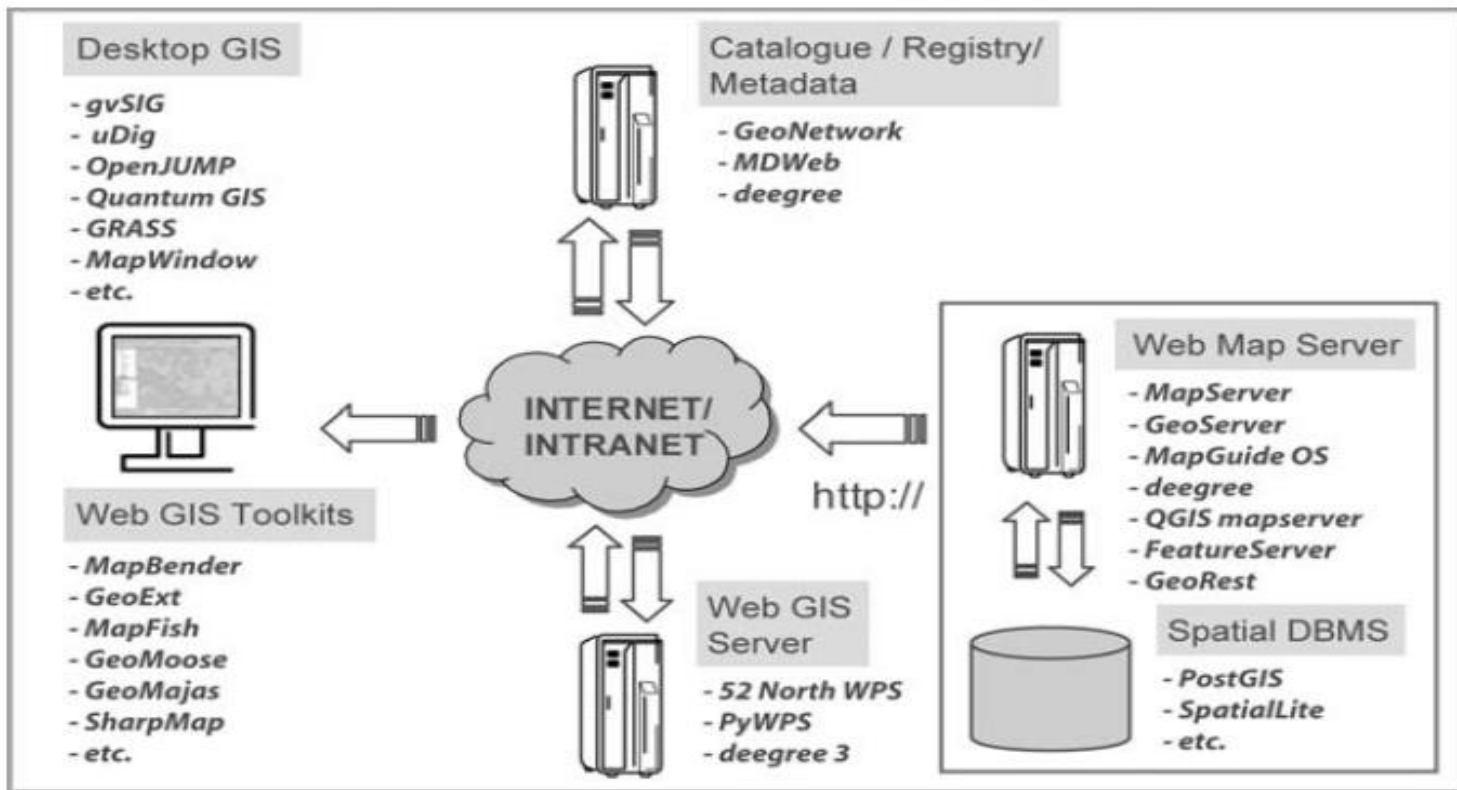 Desktop GIS
- gvSIG
- uDig
- OpenJUMP
- Quantum GIS
- GRASS
- MapWindow
- etc.
Catalogue / Registry/
Metadata
- GeoNetwork
- MDWeb
- deegree
INTERNET/
INTRANET
http://
Web Map Server
- MapServer
- GeoServer
- MapGuide OS
- deegree
- QGIS mapserver
- FeatureServer
- GeoRest
Spatial DBMS
- PostGIS
- SpatialLite
- etc.
Web GIS Toolkits
- MapBender
- GeoExt
- MapFish
- GeoMoose
- GeoMajas
- SharpMap
- etc.
Web GIS
Server
- 52 North WPS
- PyWPS
- deegree 3